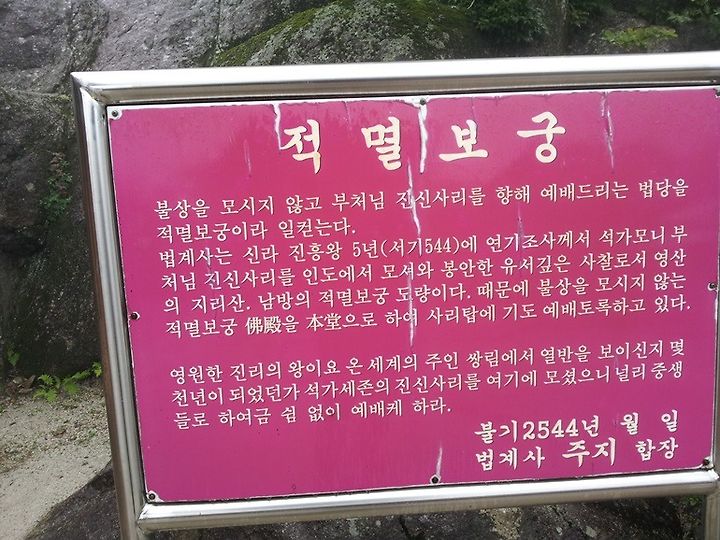 적멸보궁
불상을 모시지 않고 부처님 진신사리를 향해 예배드리는 법당을
적멸보궁이라 일컫는다.
법계사는 신라 진흥왕 5년(서기544)에 연기조사께서 석가모니 부
처님 진신사리를 인도에서 모셔와 봉안한 유서깊은 사찰로서 영산
의 지리산. 남방의 적멸보궁 도량이다. 때문에 불상을 모시지 않는
적멸보궁 佛殿을 本堂으로 하여 사리탑에 기도 예배토록하고 있다.
영원한 진리의 왕이요 온 세계의 주인 쌍림에서 열반을 보이신지 몇
천년이 되었던가 석가세존의 진신사리를 여기에 모셨으니 널리 중생
들로 하여금 쉼 없이 예배케 하라.
불기2544년 월 일
법계사 주지 합장